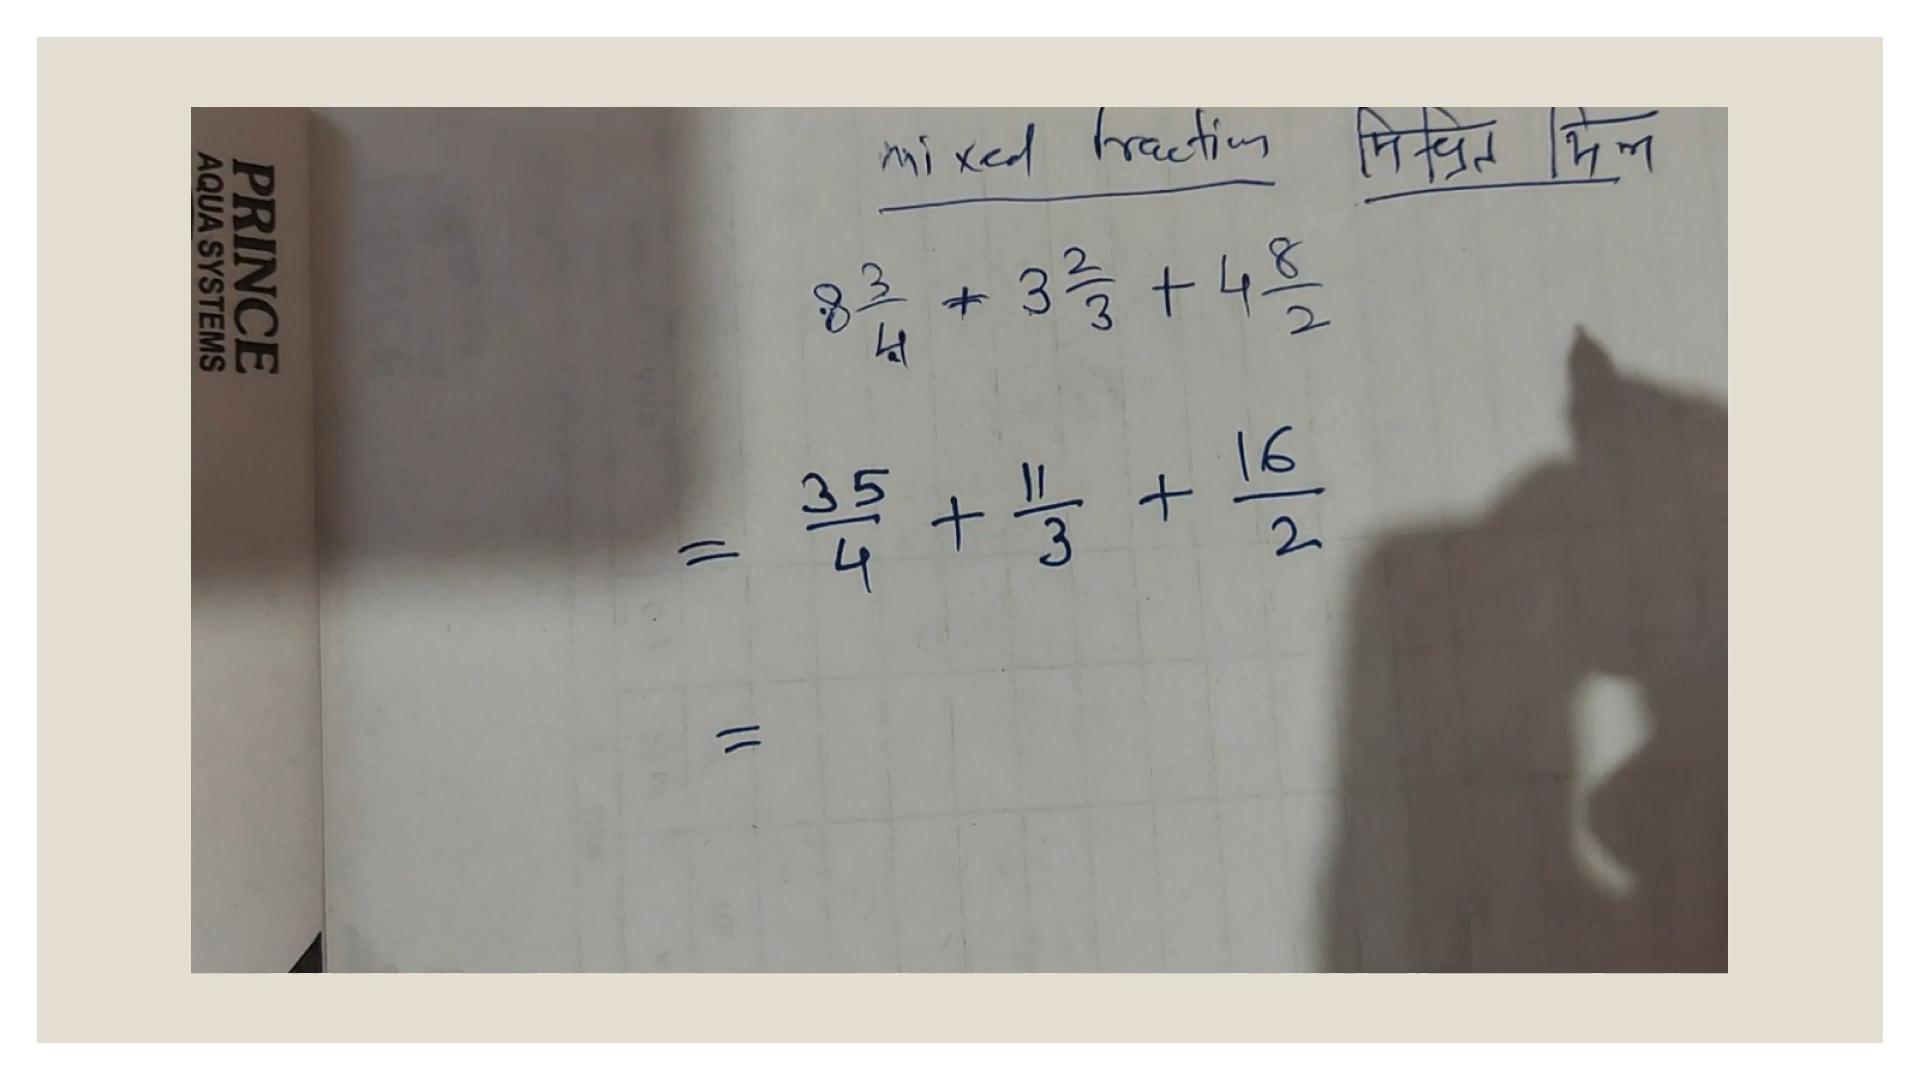 PRINCE
AQUA SYSTEMS
mixed fraction मिश्रित भिन्न
8 3/4 + 3 2/3 + 4 8/2
= 35/4 + 11/3 + 16/2
=